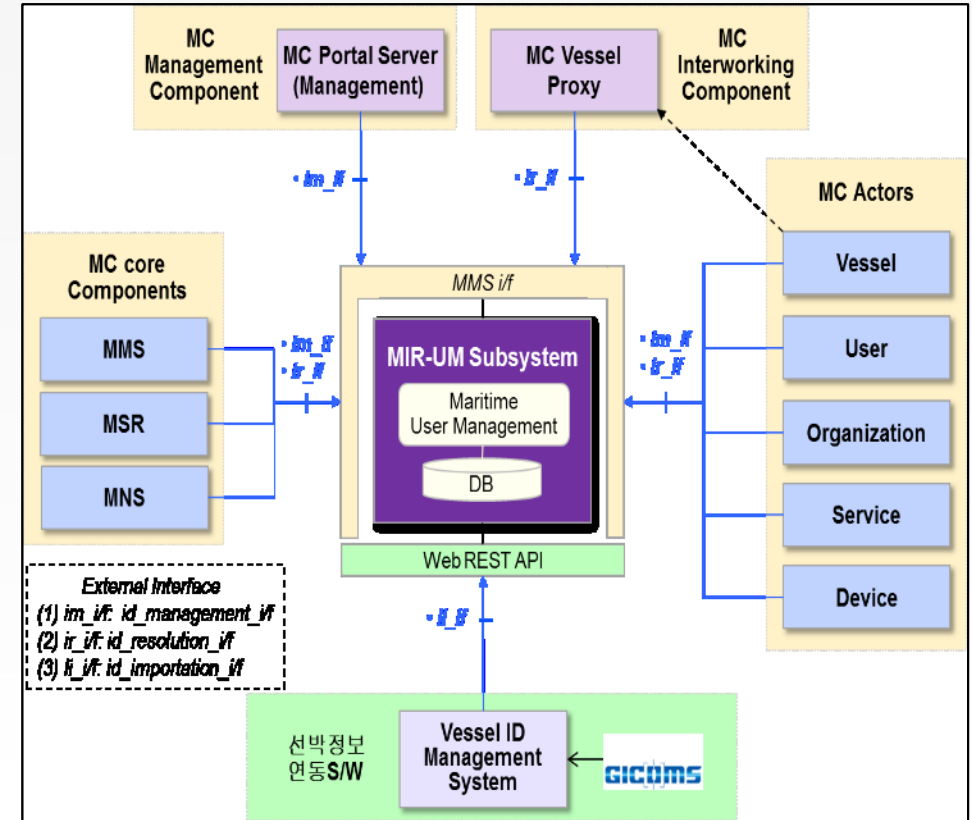 MC
Management
Component
MC Portal Server
(Management)
MC Vessel
Proxy
MC
Interworking
Component
• im_i/f
• ir_i/f
MC Actors
Vessel
User
Organization
Service
Device
MC core
Components
MMS
MSR
MNS
• im_i/f
• ir_i/f
MMS i/f
MIR-UM Subsystem
Maritime
User Management
DB
• im_i/f
• ir_i/f
Web REST API
External Interface
(1) im_i/f: id_management_i/f
(2) ir_i/f: id_resolution_i/f
(3) Ii_i/f: id_importation_i/f
• Ii_i/f
선박정보
연동S/W
Vessel ID
Management
System
GICOMS